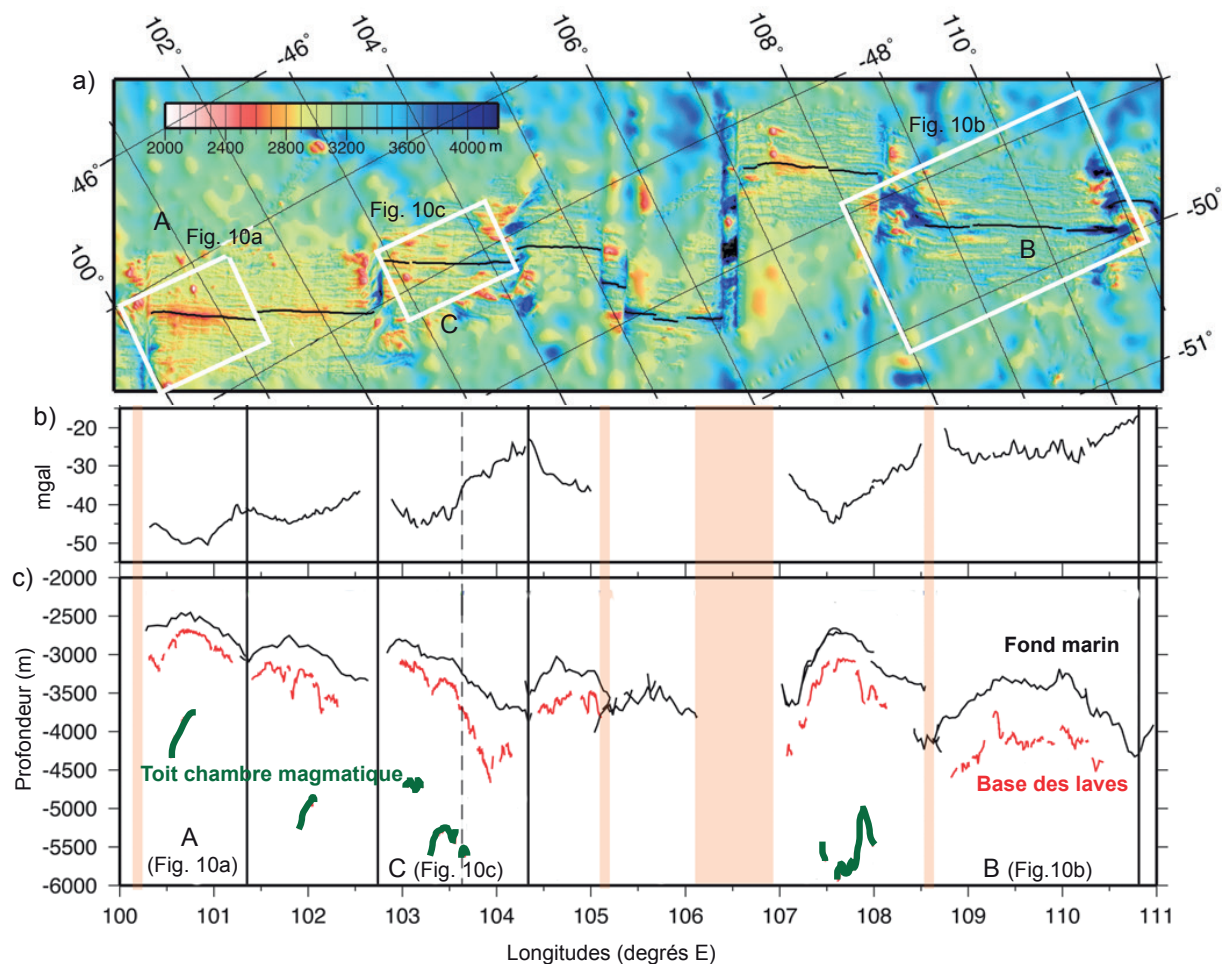 102° -46° 104° 106° 108° -48° 110°
a)
2000 2400 2800 3200 3600 4000 m
Fig. 10b
-46°
A
Fig. 10c
Fig. 10a
B
-50°
100°
C
-51°
b)
-20
-30
-40
-50
mgal
c)
-2000
-2500
-3000
-3500
-4000
-4500
-5000
-5500
-6000
Profondeur (m)
Fond marin
Toit chambre magmatique
Base des laves
A
(Fig. 10a)
C (Fig. 10c)
B (Fig.10b)
100 101 102 103 104 105 106 107 108 109 110 111
Longitudes (degrés E)